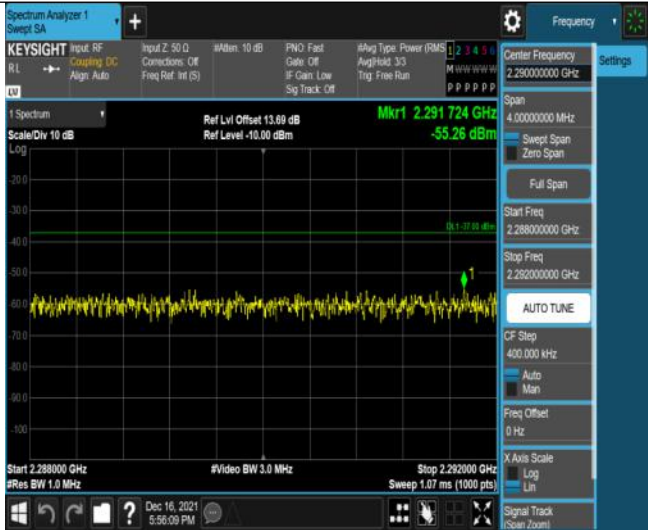 Spectrum Analyzer 1
Swept SA
+
Frequency
KEYSIGHT
RL
LV
Input: RF
Coupling: DC
Align: Auto
Input Z: 50 Ω
Corrections: Off
Freq Ref: Int (S)
#Atten: 10 dB
PNO: Fast
Gate: Off
IF Gain: Low
Sig Track: Off
#Avg Type: Power (RMS
Avg|Hold: 3/3
Trig: Free Run
1 2 3 4 5 6
M W W W W W
P P P P P P
1 Spectrum
Scale/Div 10 dB
Log
Ref Lvl Offset 13.69 dB
Ref Level -10.00 dBm
Mkr1 2.291 724 GHz
-55.26 dBm
-20.0
-30.0
-40.0
-50.0
-60.0
-70.0
-80.0
-90.0
-100
DL1 -37.00 dBm
1
Start 2.288000 GHz
#Res BW 1.0 MHz
#Video BW 3.0 MHz
Stop 2.292000 GHz
Sweep 1.07 ms (1000 pts)
?
Dec 16, 2021
5:56:09 PM
Center Frequency
2.290000000 GHz
Settings
Span
4.00000000 MHz
Swept Span
Zero Span
Full Span
Start Freq
2.288000000 GHz
Stop Freq
2.292000000 GHz
AUTO TUNE
CF Step
400.000 kHz
Auto
Man
Freq Offset
0 Hz
X Axis Scale
Log
Lin
Signal Track
(Span Zoom)